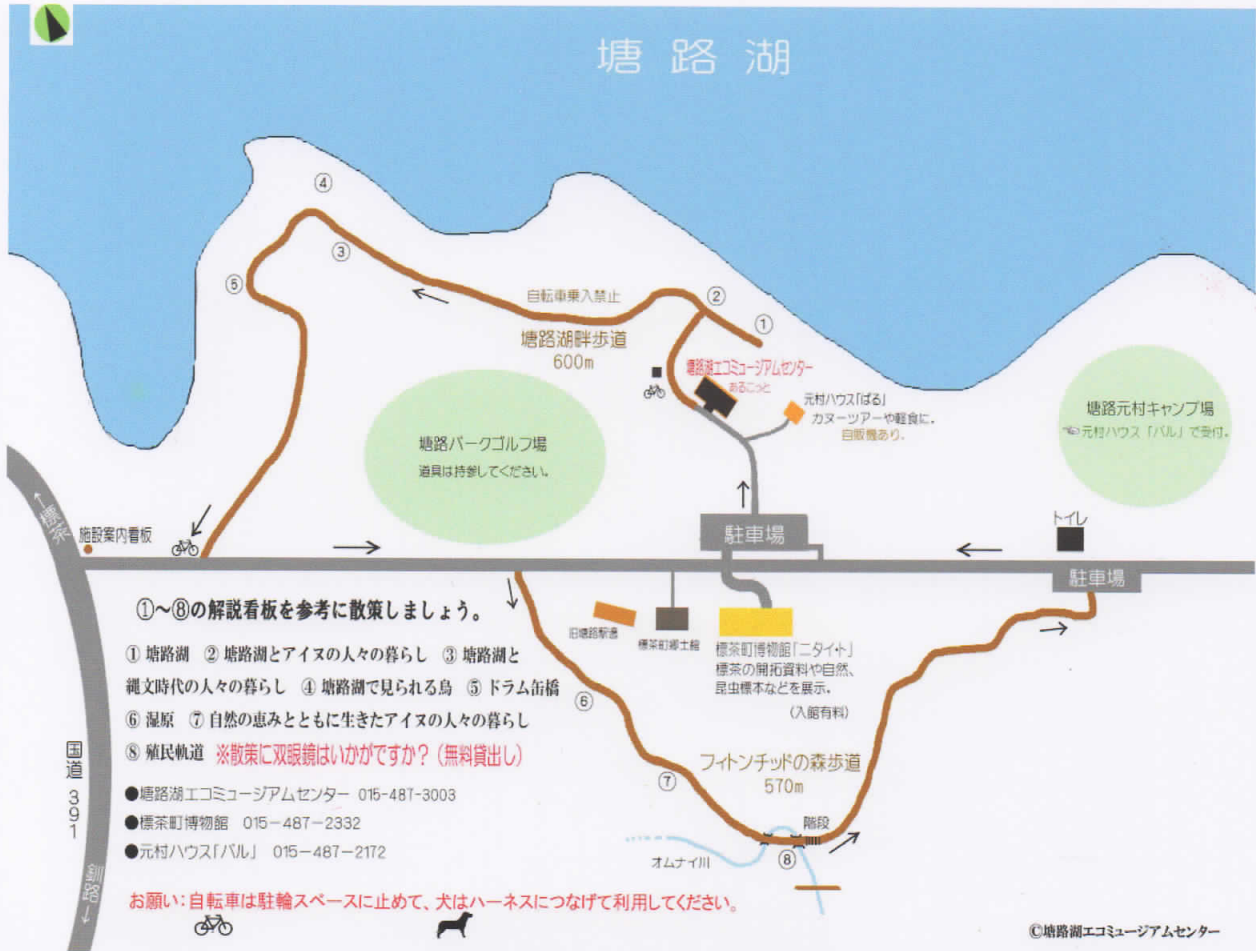 塘路湖
④
③
⑤
②
①
自転車乗入禁止
塘路湖畔歩道
600m
塘路湖エコミュージアムセンター
あるこっと
元村ハウス「ぱる」
カヌーツアーや軽食に。
自販機あり。
塘路元村キャンプ場
元村ハウス「パル」で受付。
塘路パークゴルフ場
道具は持参してください。
←標茶
施設案内看板
駐車場
トイレ
駐車場
①～⑧の解説看板を参考に散策しましょう。
① 塘路湖 ② 塘路湖とアイヌの人々の暮らし ③ 塘路湖と
縄文時代の人々の暮らし ④ 塘路湖で見られる鳥 ⑤ ドラム缶橋
⑥ 湿原 ⑦ 自然の恵みとともに生きたアイヌの人々の暮らし
⑧ 殖民軌道 ※散策に双眼鏡はいかがですか？（無料貸出し）
●塘路湖エコミュージアムセンター 015-487-3003
●標茶町博物館 015-487-2332
●元村ハウス「パル」 015-487-2172
旧塘路駅逓
標茶町郷土館
標茶町博物館「ニタイ・ト」
標茶の開拓資料や自然、
昆虫標本などを展示。
（入館有料）
⑥
⑦
フィトンチッドの森歩道
570m
階段
⑧
オムナイ川
国道391
釧路→
お願い：自転車は駐輪スペースに止めて、犬はハーネスにつなげて利用してください。
©塘路湖エコミュージアムセンター